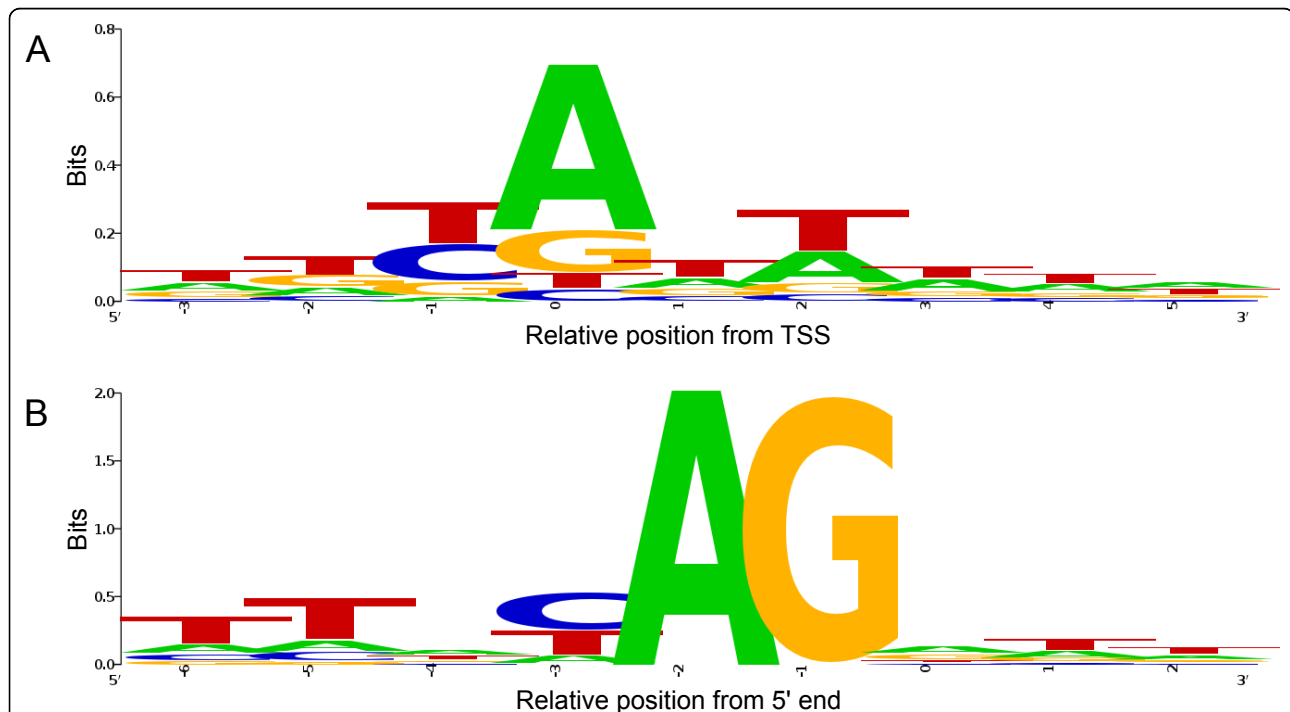 A
0.8
0.6
0.4
0.2
0.0
Bits
T A T G T A T T A
A G C G A A A A T
G A G T G G G G G
C C A C C C C C C
5′ -3 -2 -1 0 1 2 3 4 5 3′
Relative position from TSS
B
2.0
1.5
1.0
0.5
0.0
Bits
T T A C A G A T T
5′ -6 -5 -4 -3 -2 -1 0 1 2 3′
Relative position from 5' end